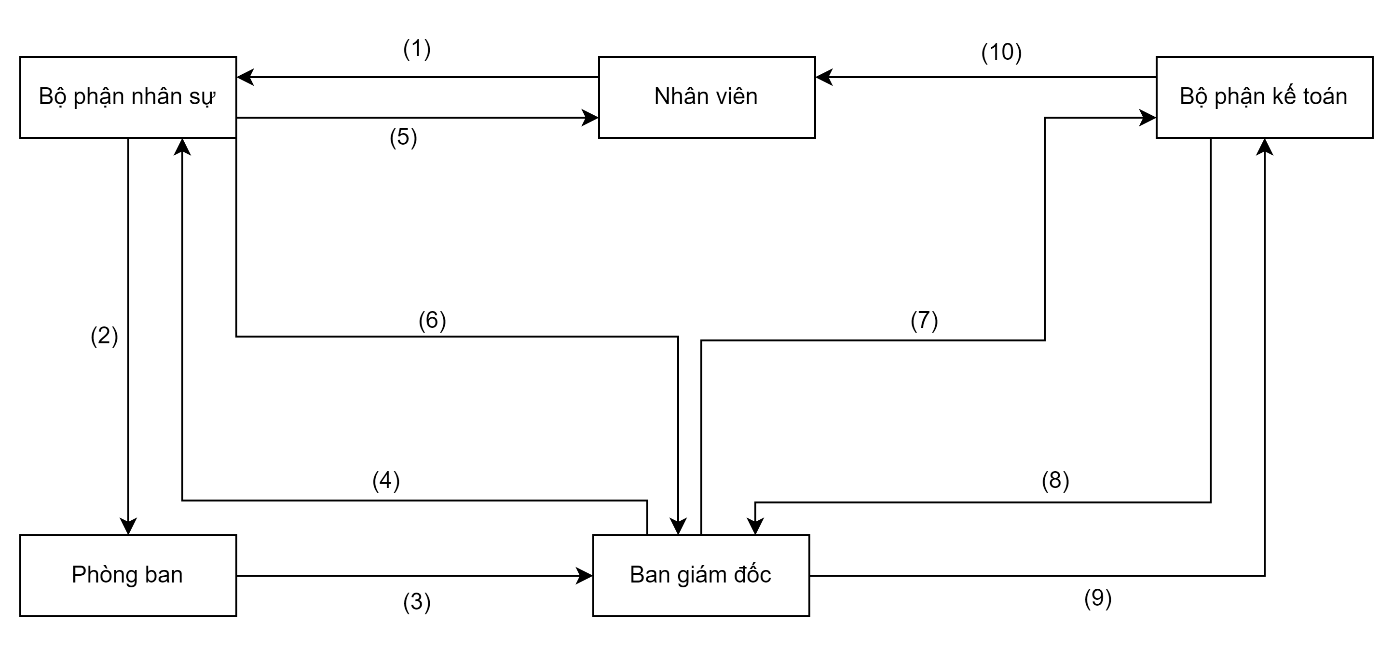 (1)
(10)
Bộ phận nhân sự
Nhân viên
Bộ phận kế toán
(5)
(6)
(7)
(2)
(4)
(8)
Phòng ban
Ban giám đốc
(3)
(9)